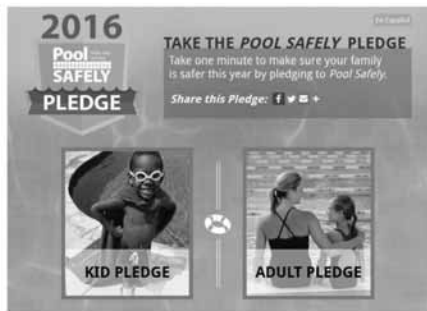 2016
En Español
Pool
SAFELY
PLEDGE
TAKE THE POOL SAFELY PLEDGE
Take one minute to make sure your family
is safer this year by pledging to Pool Safely.
Share this Pledge:
KID PLEDGE
ADULT PLEDGE